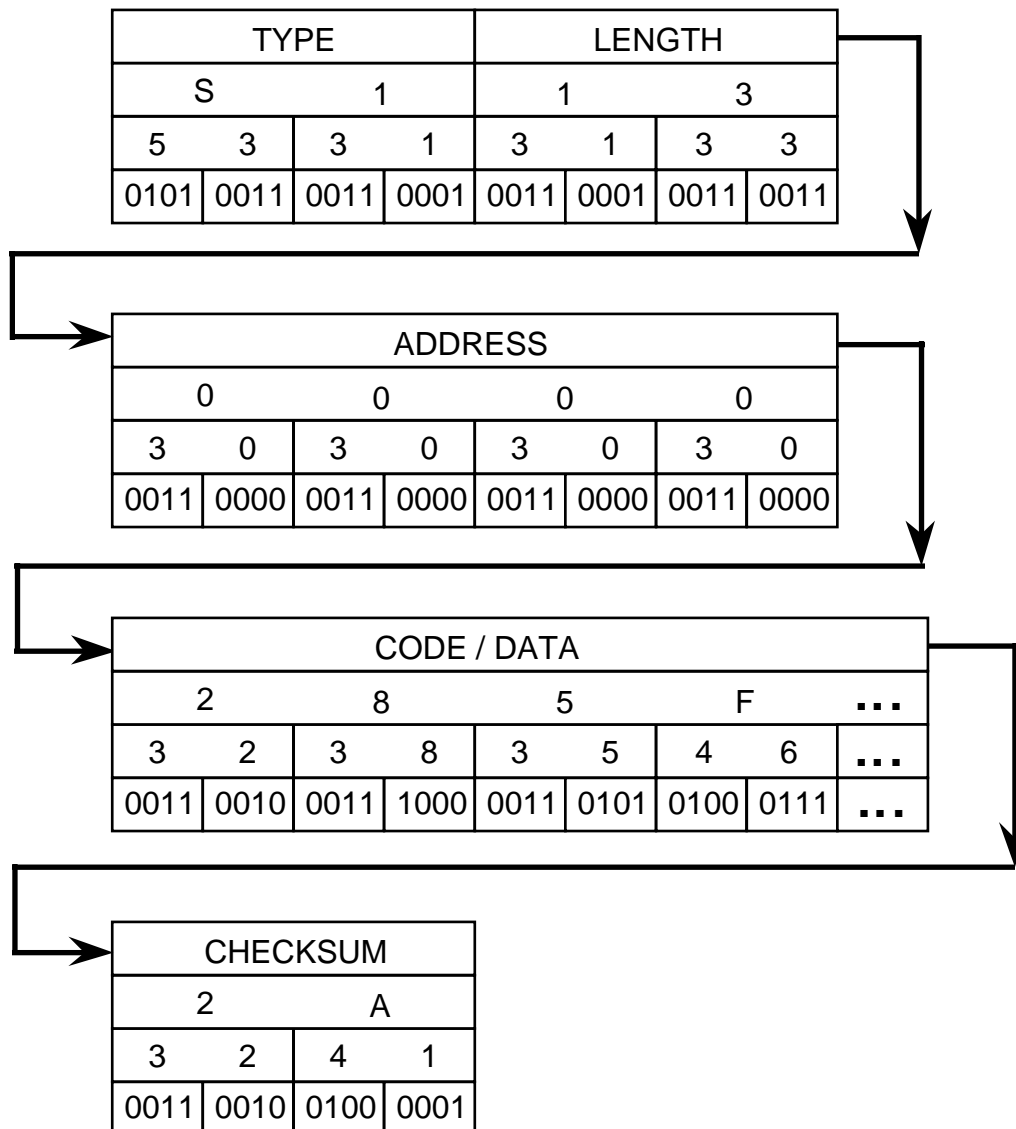 TYPE LENGTH
S 1 1 3
5 3 3 1 3 1 3 3
0101 0011 0011 0001 0011 0001 0011 0011
ADDRESS
0 0 0 0
3 0 3 0 3 0 3 0
0011 0000 0011 0000 0011 0000 0011 0000
CODE / DATA
2 8 5 F ...
3 2 3 8 3 5 4 6 ...
0011 0010 0011 1000 0011 0101 0100 0111 ...
CHECKSUM
2 A
3 2 4 1
0011 0010 0100 0001